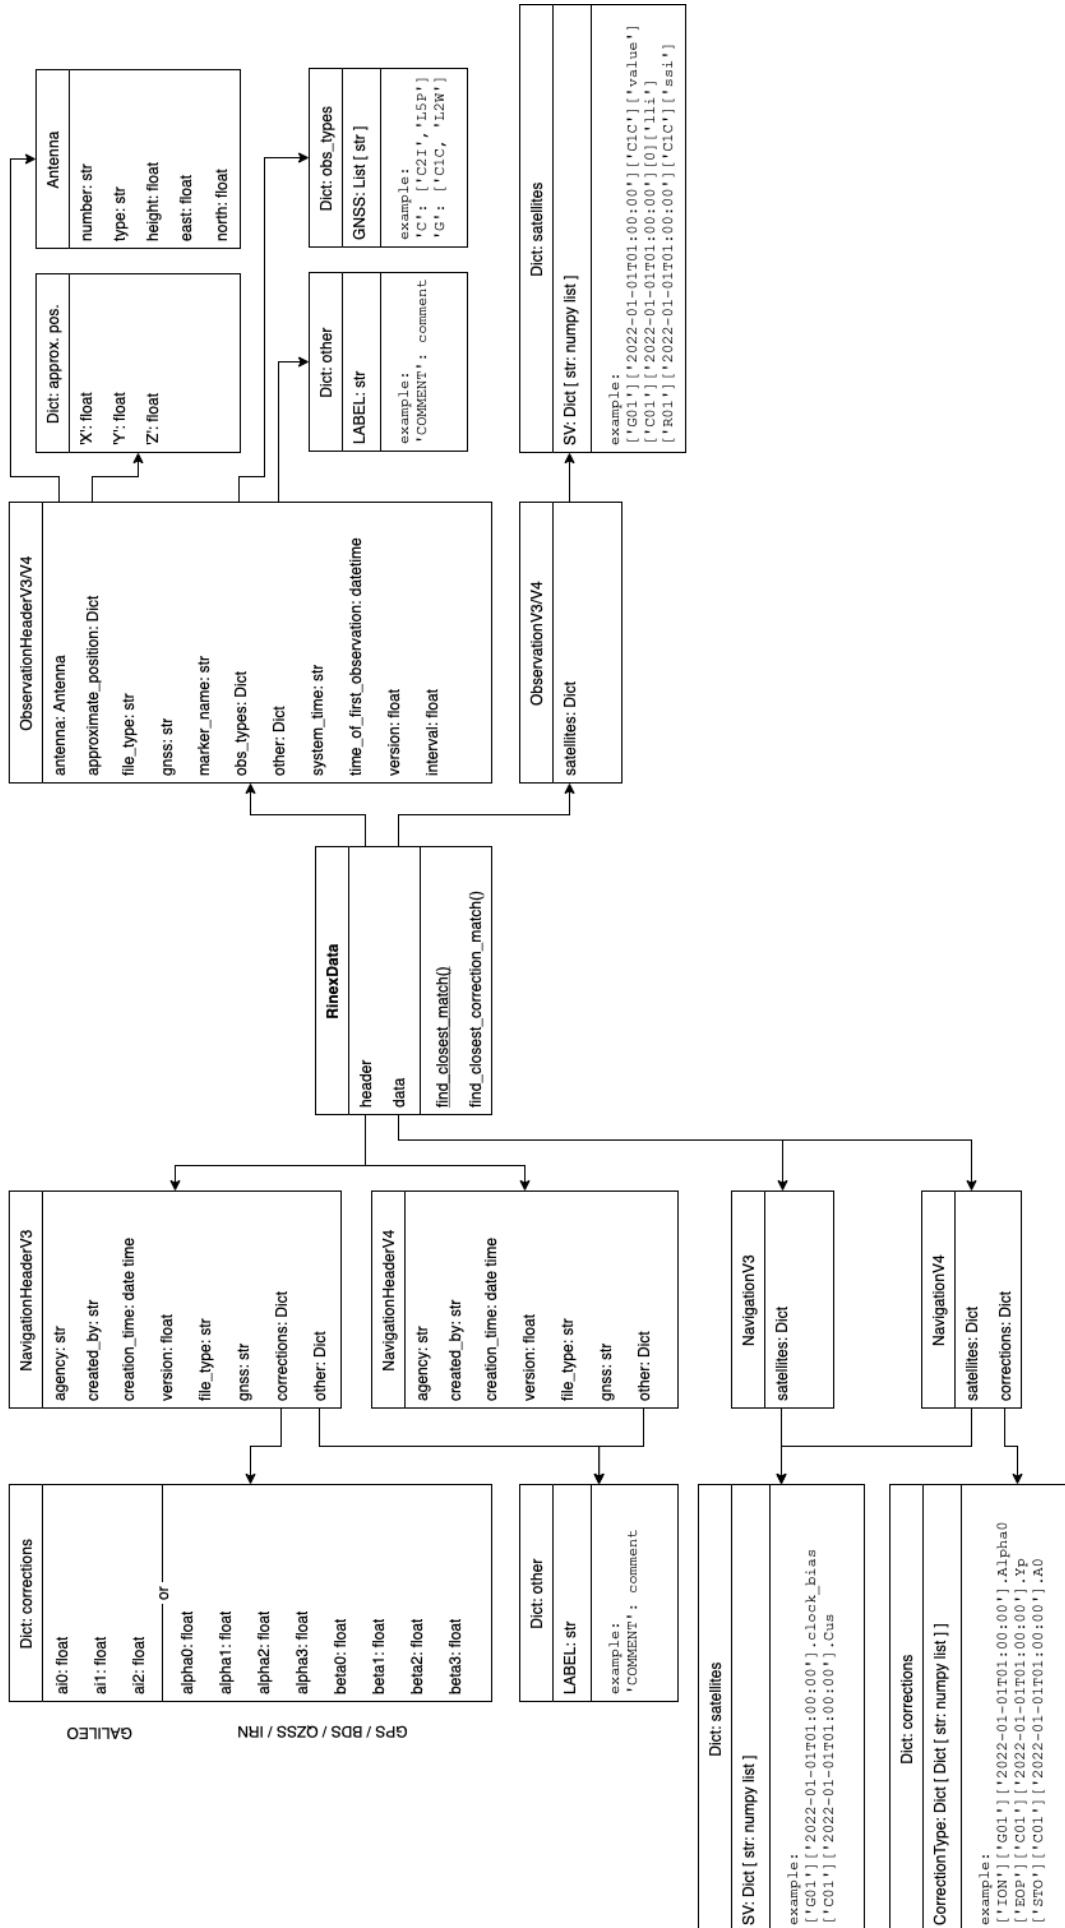 Dict: corrections
ai0: float
ai1: float
ai2: float
or
alpha0: float
alpha1: float
alpha2: float
alpha3: float
beta0: float
beta1: float
beta2: float
beta3: float
GALILEO
GPS / BDS / QZSS / IRN
Dict: other
LABEL: str
example:
'COMMENT': comment
Dict: satellites
SV: Dict [ str: numpy list ]
example:
['G01']['2022-01-01T01:00:00'].clock_bias
['C01']['2022-01-01T01:00:00'].Cus
Dict: corrections
CorrectionType: Dict [ Dict [ str: numpy list ] ]
example:
['ION']['G01']['2022-01-01T01:00:00'].Alpha0
['EOP']['C01']['2022-01-01T01:00:00'].Yp
['STO']['C01']['2022-01-01T01:00:00'].A0
NavigationHeaderV3
agency: str
created_by: str
creation_time: date time
version: float
file_type: str
gnss: str
corrections: Dict
other: Dict
NavigationHeaderV4
agency: str
created_by: str
creation_time: date time
version: float
file_type: str
gnss: str
other: Dict
NavigationV3
satellites: Dict
NavigationV4
satellites: Dict
corrections: Dict
RinexData
header
data
find_closest_match()
find_closest_correction_match()
ObservationHeaderV3/V4
antenna: Antenna
approximate_position: Dict
file_type: str
gnss: str
marker_name: str
obs_types: Dict
other: Dict
system_time: str
time_of_first_observation: datetime
version: float
interval: float
ObservationV3/V4
satellites: Dict
Dict: approx. pos.
'X': float
'Y': float
'Z': float
Antenna
number: str
type: str
height: float
east: float
north: float
Dict: other
LABEL: str
example:
'COMMENT': comment
Dict: obs_types
GNSS: List [ str ]
example:
'C': ['C2I','L5P']
'G': ['C1C, 'L2W']
Dict: satellites
SV: Dict [ str: numpy list ]
example:
['G01']['2022-01-01T01:00:00']['C1C']['value']
['C01']['2022-01-01T01:00:00'][0]['lli']
['R01']['2022-01-01T01:00:00']['C1C']['ssi']